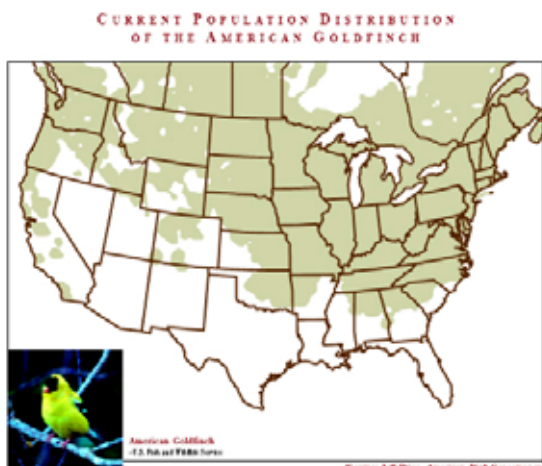 CURRENT POPULATION DISTRIBUTION
OF THE AMERICAN GOLDFINCH
American Goldfinch
-U.S. Fish and Wildlife Service